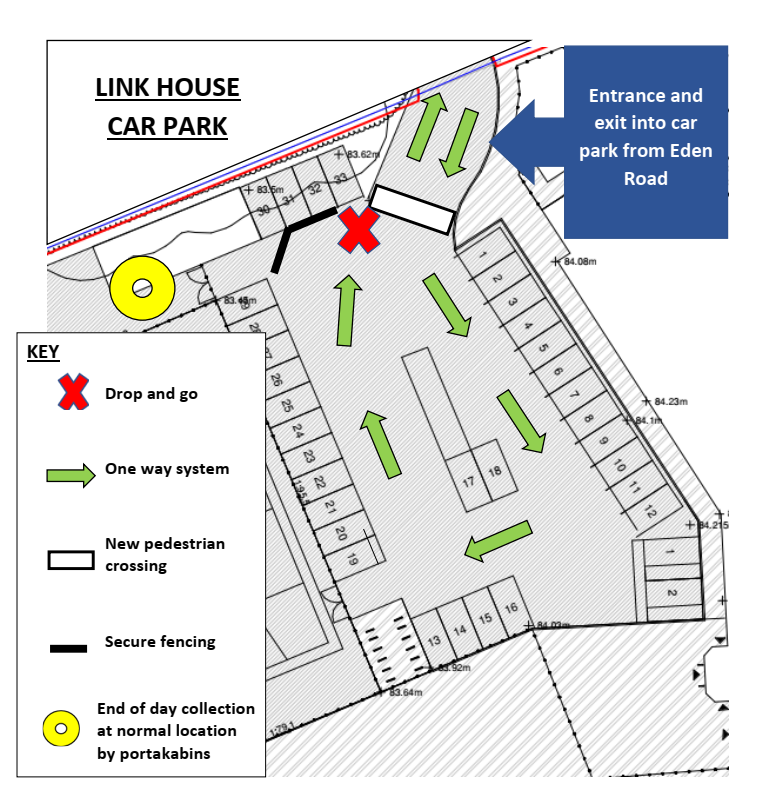 LINK HOUSE
CAR PARK
Entrance and
exit into car
park from Eden
Road
83.62m
33
32
31
30
83.5m
84.08m
1
2
3
4
5
6
7
8
9
10
11
12
84.23m
84.1m
84.215
1
2
26
25
24
23
22
21
20
19
17
18
13
14
15
16
84.03m
83.92m
83.64m
1:79.1
KEY
Drop and go
One way system
New pedestrian
crossing
Secure fencing
End of day collection
at normal location
by portakabins